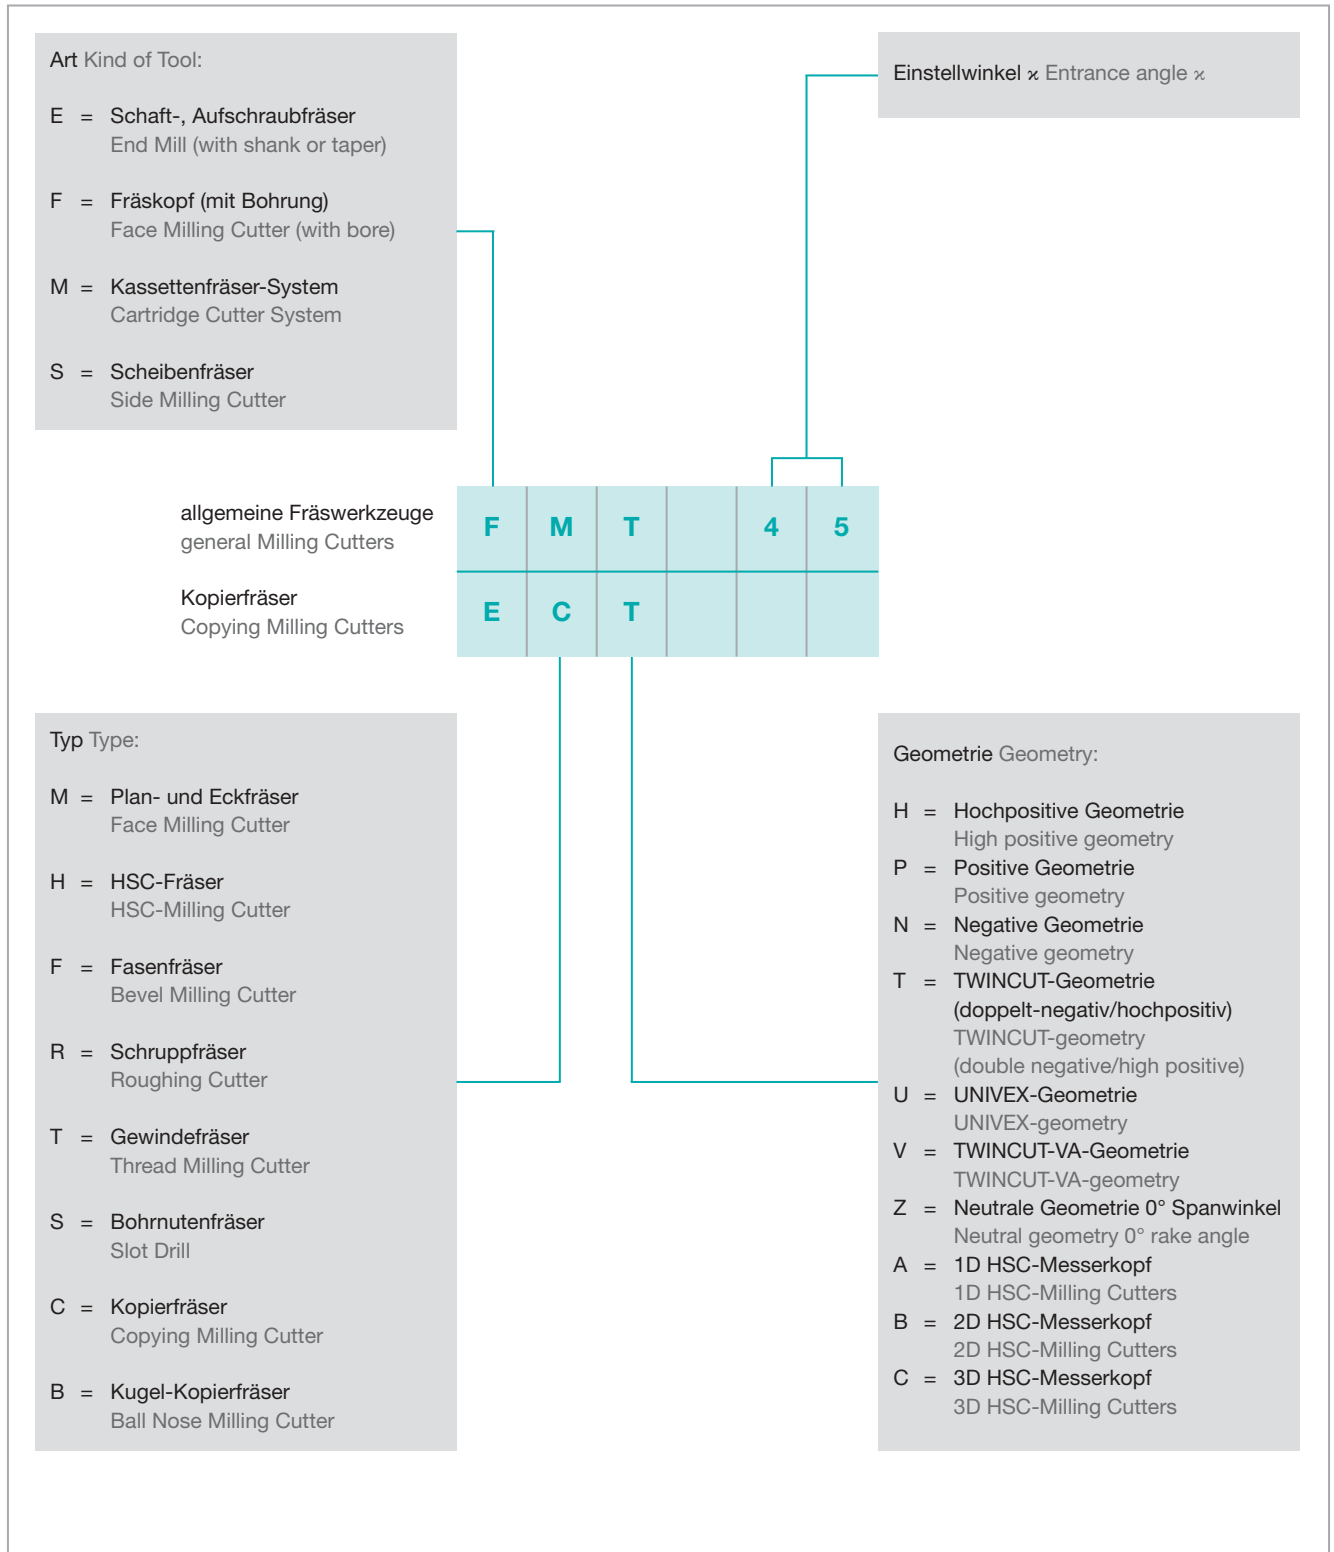 Art Kind of Tool:
E = Schaft-, Aufschraubfräser
End Mill (with shank or taper)
F = Fräskopf (mit Bohrung)
Face Milling Cutter (with bore)
M = Kassettenfräser-System
Cartridge Cutter System
S = Scheibenfräser
Side Milling Cutter
Einstellwinkel ϰ Entrance angle ϰ
allgemeine Fräswerkzeuge
general Milling Cutters
F M T 4 5
Kopierfräser
Copying Milling Cutters
E C T
Typ Type:
M = Plan- und Eckfräser
Face Milling Cutter
H = HSC-Fräser
HSC-Milling Cutter
F = Fasenfräser
Bevel Milling Cutter
R = Schruppfräser
Roughing Cutter
T = Gewindefräser
Thread Milling Cutter
S = Bohrnutenfräser
Slot Drill
C = Kopierfräser
Copying Milling Cutter
B = Kugel-Kopierfräser
Ball Nose Milling Cutter
Geometrie Geometry:
H = Hochpositive Geometrie
High positive geometry
P = Positive Geometrie
Positive geometry
N = Negative Geometrie
Negative geometry
T = TWINCUT-Geometrie
(doppelt-negativ/hochpositiv)
TWINCUT-geometry
(double negative/high positive)
U = UNIVEX-Geometrie
UNIVEX-geometry
V = TWINCUT-VA-Geometrie
TWINCUT-VA-geometry
Z = Neutrale Geometrie 0° Spanwinkel
Neutral geometry 0° rake angle
A = 1D HSC-Messerkopf
1D HSC-Milling Cutters
B = 2D HSC-Messerkopf
2D HSC-Milling Cutters
C = 3D HSC-Messerkopf
3D HSC-Milling Cutters